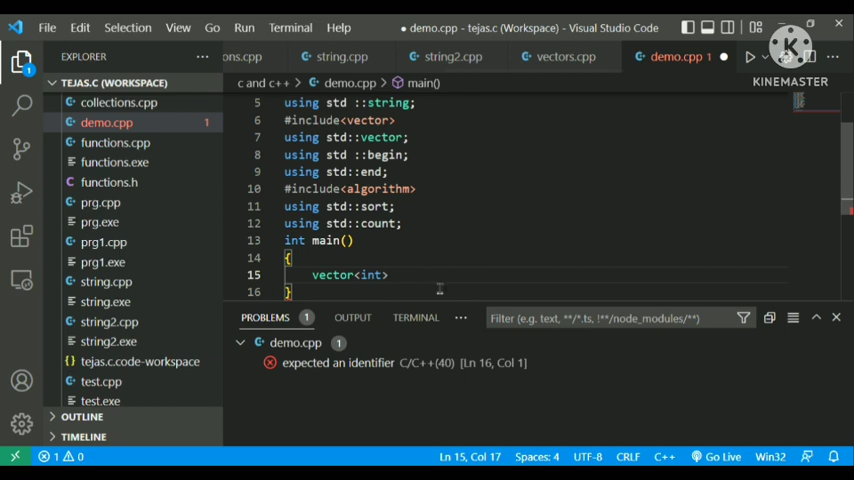 File Edit Selection View Go Run Terminal Help
demo.cpp - tejas.c (Workspace) - Visual Studio Code
KINEMASTER
EXPLORER
ons.cpp string.cpp string2.cpp vectors.cpp demo.cpp 1
TEJAS.C (WORKSPACE)
c and c++ > demo.cpp > main()
collections.cpp
demo.cpp 1
functions.cpp
functions.exe
functions.h
prg.cpp
prg.exe
prg1.cpp
prg1.exe
string.cpp
string.exe
string2.cpp
string2.exe
tejas.c.code-workspace
test.cpp
test.exe
OUTLINE
TIMELINE
5 using std ::string;
6 #include<vector>
7 using std::vector;
8 using std ::begin;
9 using std::end;
10 #include<algorithm>
11 using std::sort;
12 using std::count;
13 int main()
14 {
15 vector<int>
16 }
PROBLEMS 1 OUTPUT TERMINAL Filter (e.g. text, **/*.ts, !**/node_modules/**)
demo.cpp 1
expected an identifier C/C++(40) [Ln 16, Col 1]
1 0 Ln 15, Col 17 Spaces: 4 UTF-8 CRLF C++ Go Live Win32